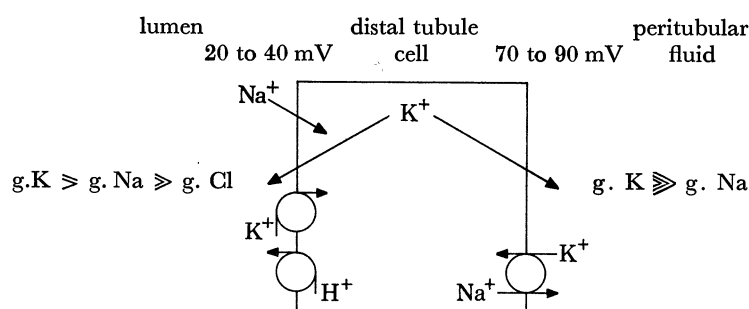 lumen distal tubule peritubular
20 to 40 mV cell 70 to 90 mV fluid
Na⁺
K⁺
g.K ⩾ g. Na ⩾ g. Cl g. K ⫸ g. Na
K⁺ K⁺
H⁺ Na⁺